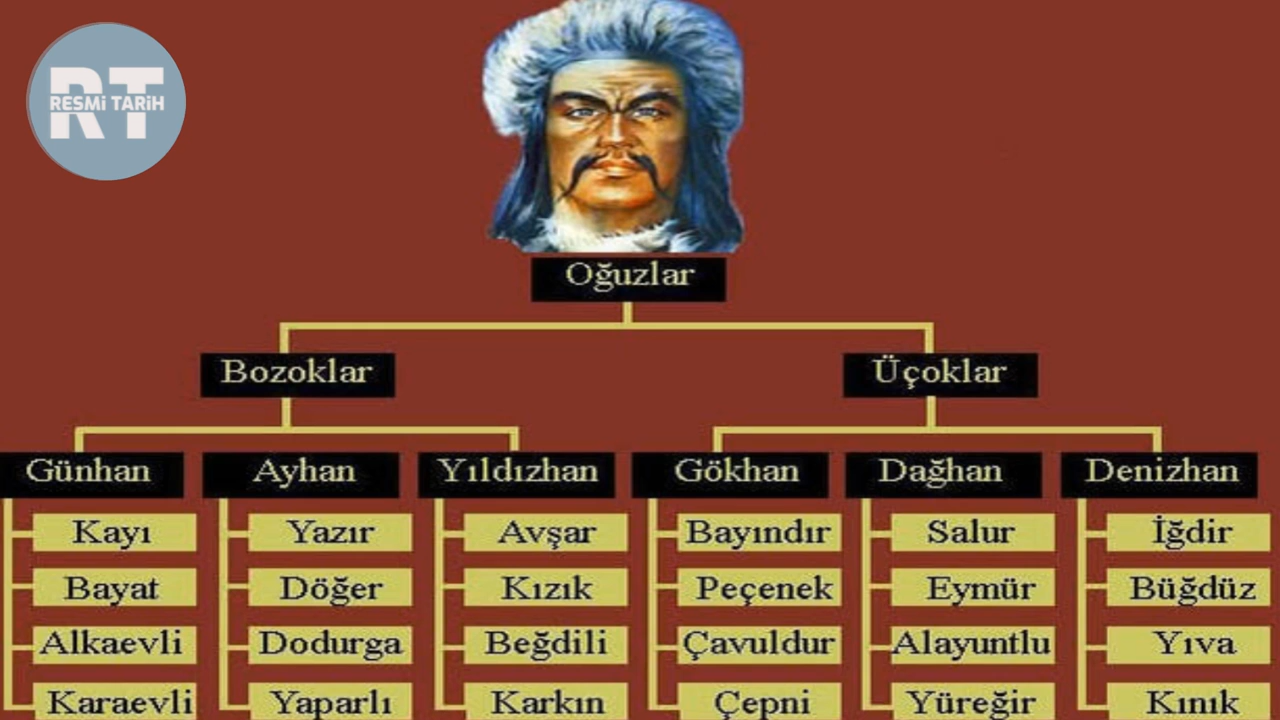 RT
RESMİ TARİH
Oğuzlar
Bozoklar
Üçoklar
Günhan
Ayhan
Yıldızhan
Gökhan
Dağhan
Denizhan
Kayı
Yazır
Avşar
Bayındır
Salur
İğdir
Bayat
Döğer
Kızık
Peçenek
Eymür
Büğdüz
Alkaevli
Dodurga
Beğdili
Çavuldur
Alayuntlu
Yıva
Karaevli
Yaparlı
Karkın
Çepni
Yüreğir
Kınık